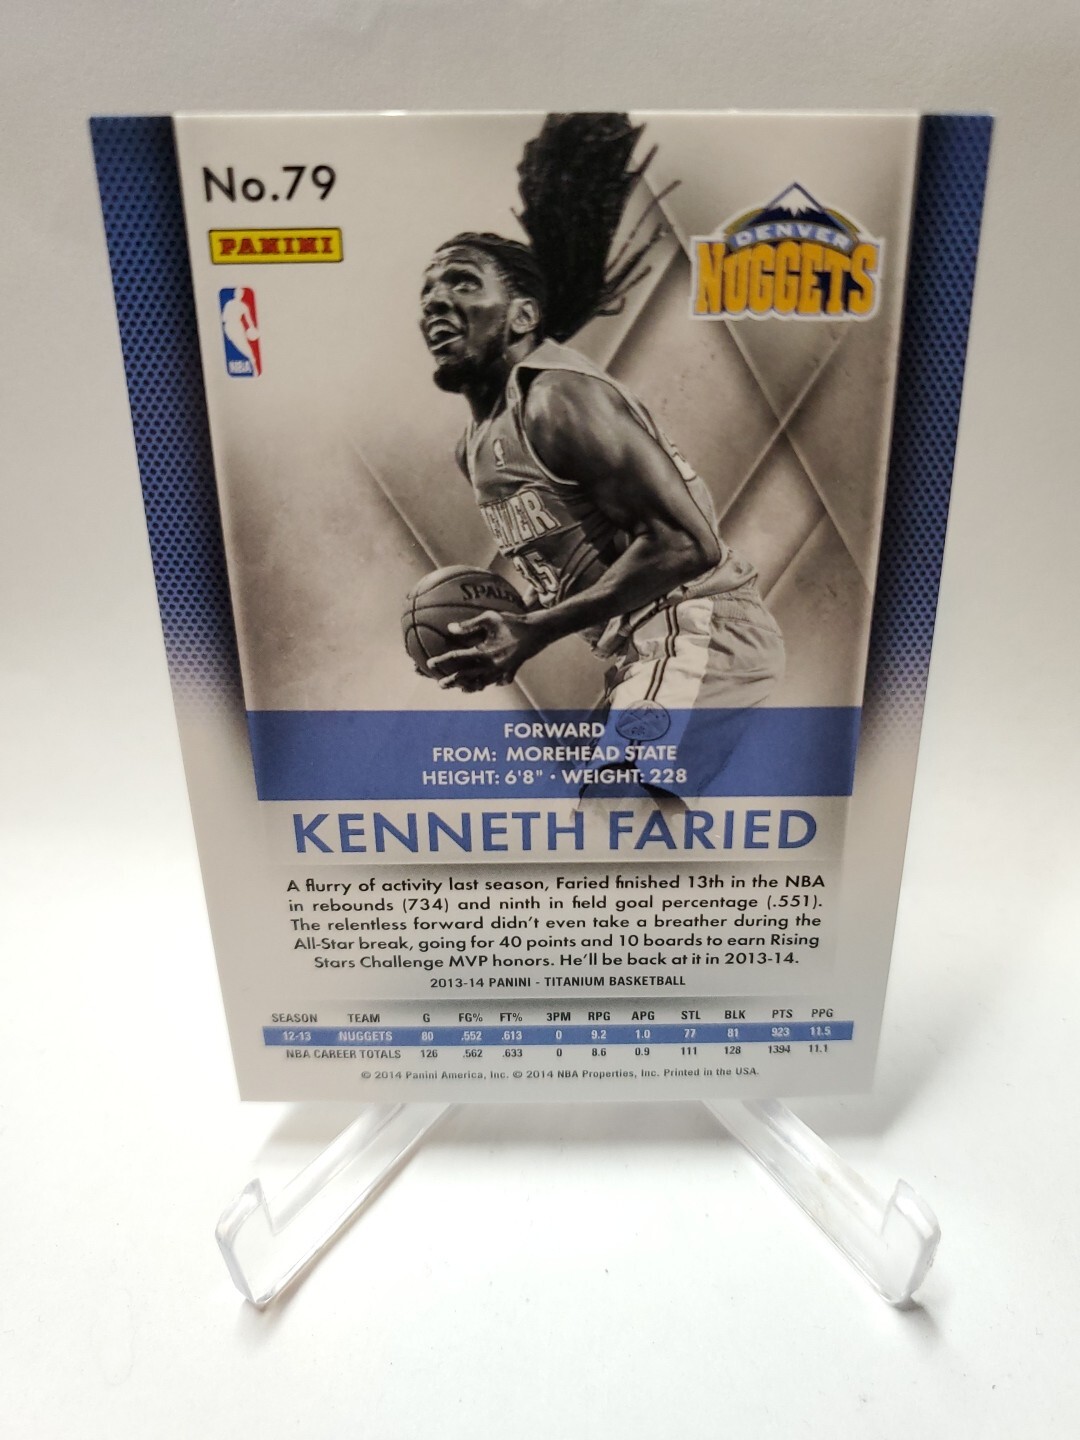 No.79
PANINI
NBA
DENVER
NUGGETS
SPALD
35
FORWARD
FROM: MOREHEAD STATE
HEIGHT: 6'8" • WEIGHT: 228
KENNETH FARIED
A flurry of activity last season, Faried finished 13th in the NBA
in rebounds (734) and ninth in field goal percentage (.551).
The relentless forward didn't even take a breather during the
All-Star break, going for 40 points and 10 boards to earn Rising
Stars Challenge MVP honors. He'll be back at it in 2013-14.
2013-14 PANINI - TITANIUM BASKETBALL
SEASON TEAM G FG% FT% 3PM RPG APG STL BLK PTS PPG
12-13 NUGGETS 80 .552 .613 0 9.2 1.0 77 81 923 11.5
NBA CAREER TOTALS 126 .562 .633 0 8.6 0.9 111 128 1394 11.1
© 2014 Panini America, Inc. © 2014 NBA Properties, Inc. Printed in the USA.